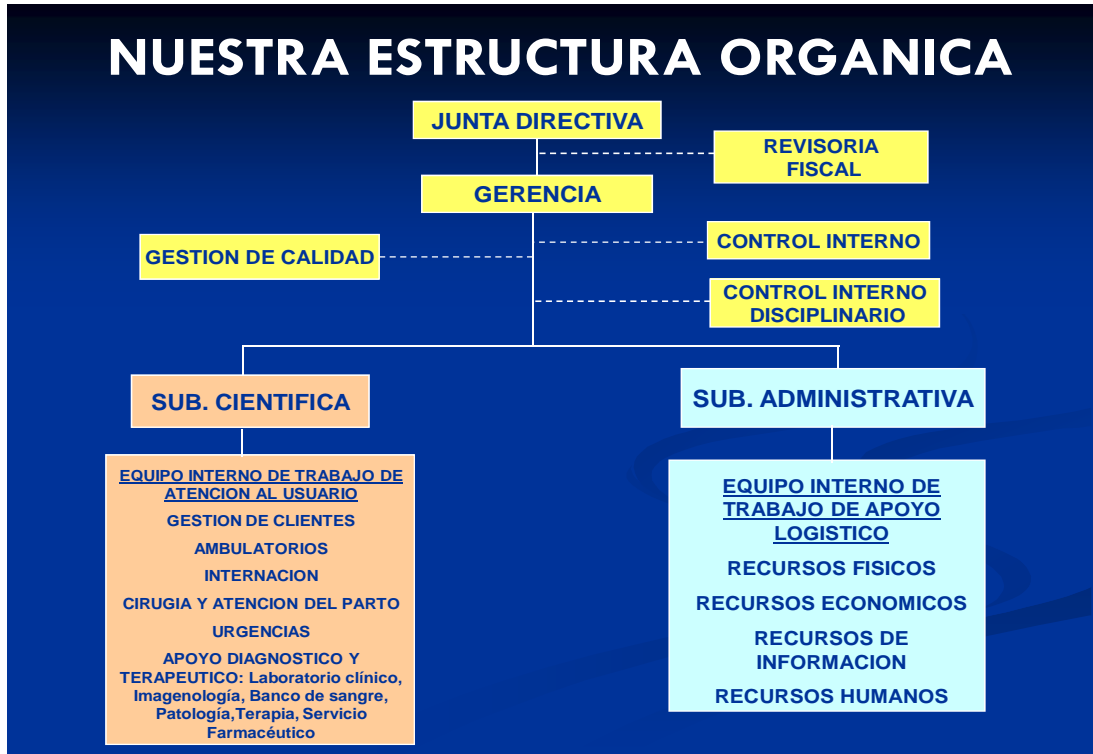 NUESTRA ESTRUCTURA ORGANICA
JUNTA DIRECTIVA
REVISORIA
FISCAL
GERENCIA
CONTROL INTERNO
GESTION DE CALIDAD
CONTROL INTERNO
DISCIPLINARIO
SUB. CIENTIFICA
EQUIPO INTERNO DE TRABAJO DE
ATENCION AL USUARIO
GESTION DE CLIENTES
AMBULATORIOS
INTERNACION
CIRUGIA Y ATENCION DEL PARTO
URGENCIAS
APOYO DIAGNOSTICO Y
TERAPEUTICO: Laboratorio clínico,
Imagenología, Banco de sangre,
Patología,Terapia, Servicio
Farmacéutico
SUB. ADMINISTRATIVA
EQUIPO INTERNO DE
TRABAJO DE APOYO
LOGISTICO
RECURSOS FISICOS
RECURSOS ECONOMICOS
RECURSOS DE
INFORMACION
RECURSOS HUMANOS